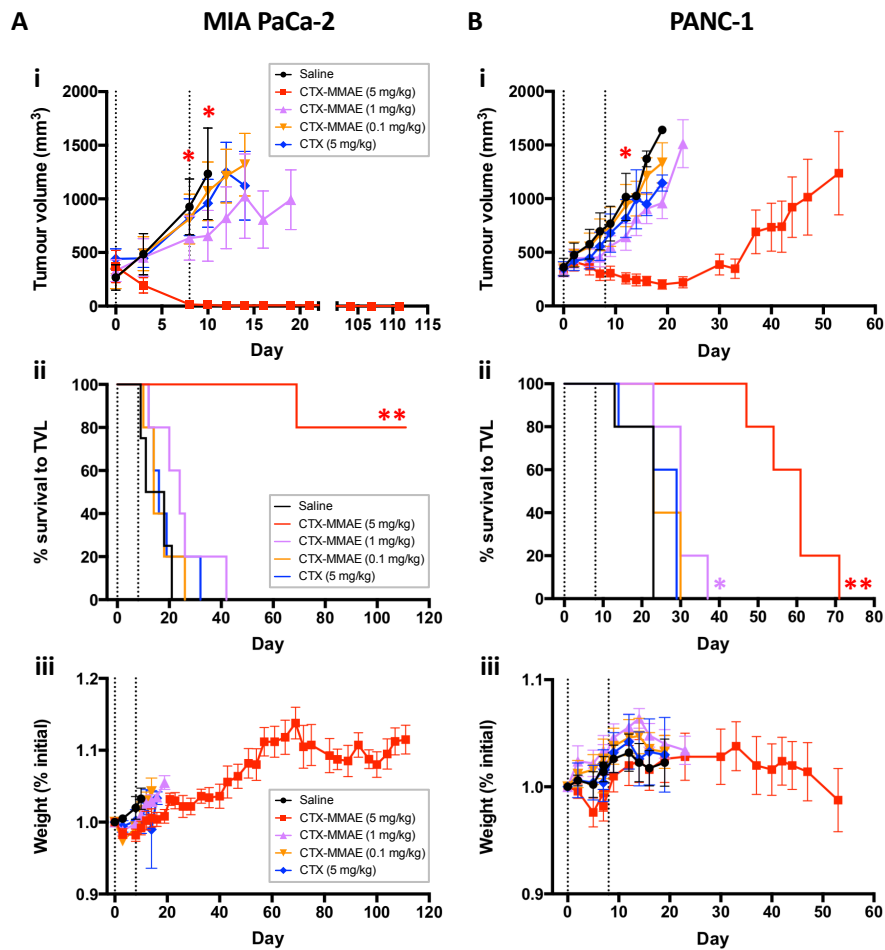 MIA PaCa-2
PANC-1
A
B
i
Saline
CTX-MMAE (5 mg/kg)
CTX-MMAE (1 mg/kg)
CTX-MMAE (0.1 mg/kg)
CTX (5 mg/kg)
2000
1500
1000
500
0
Tumour volume (mm³)
*
*
0
5
10
15
20
105
110
115
Day
i
2000
1500
1000
500
0
Tumour volume (mm³)
*
0
10
20
30
40
50
60
Day
ii
100
80
60
40
20
0
% survival to TVL
**
Saline
CTX-MMAE (5 mg/kg)
CTX-MMAE (1 mg/kg)
CTX-MMAE (0.1 mg/kg)
CTX (5 mg/kg)
0
20
40
60
80
100
120
Day
ii
100
80
60
40
20
0
% survival to TVL
*
**
0
10
20
30
40
50
60
70
80
Day
iii
1.2
1.1
1.0
0.9
Weight (% initial)
Saline
CTX-MMAE (5 mg/kg)
CTX-MMAE (1 mg/kg)
CTX-MMAE (0.1 mg/kg)
CTX (5 mg/kg)
0
20
40
60
80
100
120
Day
iii
1.1
1.0
0.9
Weight (% initial)
0
10
20
30
40
50
60
Day